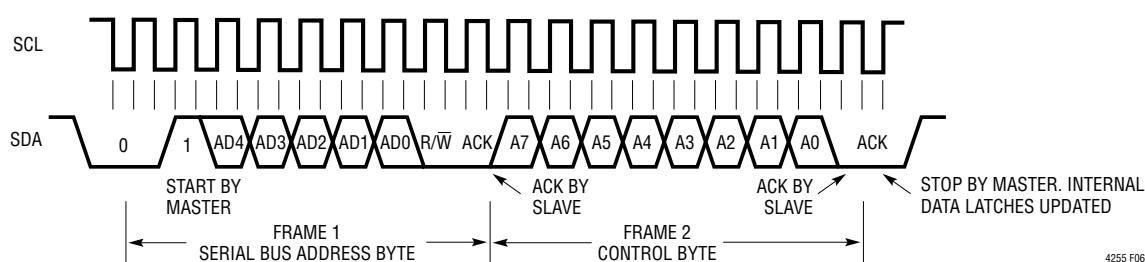 SCL
SDA 0 1 AD4 AD3 AD2 AD1 AD0 R/W̅ ACK A7 A6 A5 A4 A3 A2 A1 A0 ACK
START BY
MASTER
ACK BY
SLAVE
ACK BY
SLAVE
STOP BY MASTER. INTERNAL
DATA LATCHES UPDATED
FRAME 1
SERIAL BUS ADDRESS BYTE
FRAME 2
CONTROL BYTE
4255 F06